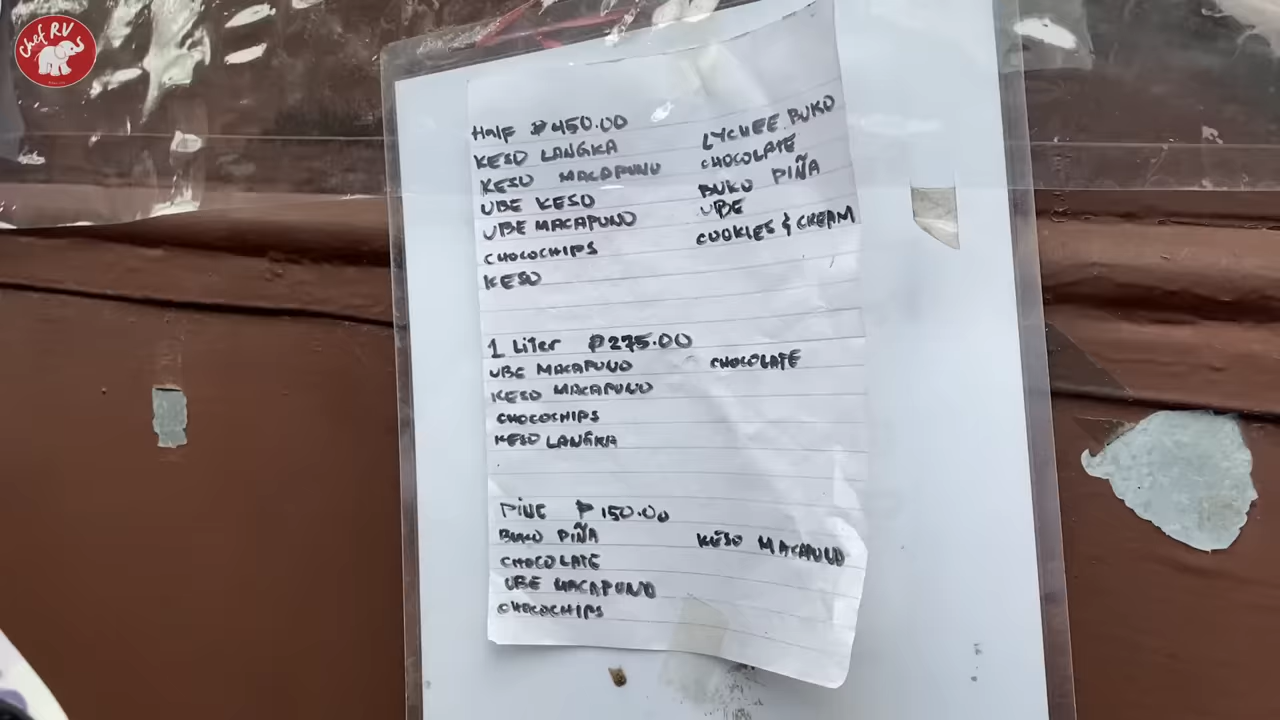 Chef RV
Half ₱450.00
KESO LANGKA
KESO MACAPUNO
UBE KESO
UBE MACAPUNO
CHOCOCHIPS
KESO
LYCHEE BUKO
CHOCOLATE
BUKO PIÑA
UBE
COOKIES & CREAM
1 Liter ₱275.00
UBE MACAPUNO
KESO MACAPUNO
CHOCOCHIPS
KESO LANGKA
CHOCOLATE
PiNT ₱150.00
BUKO PIÑA
CHOCOLATE
UBE MACAPUNO
CHOCOCHIPS
KESO MACAPUNO